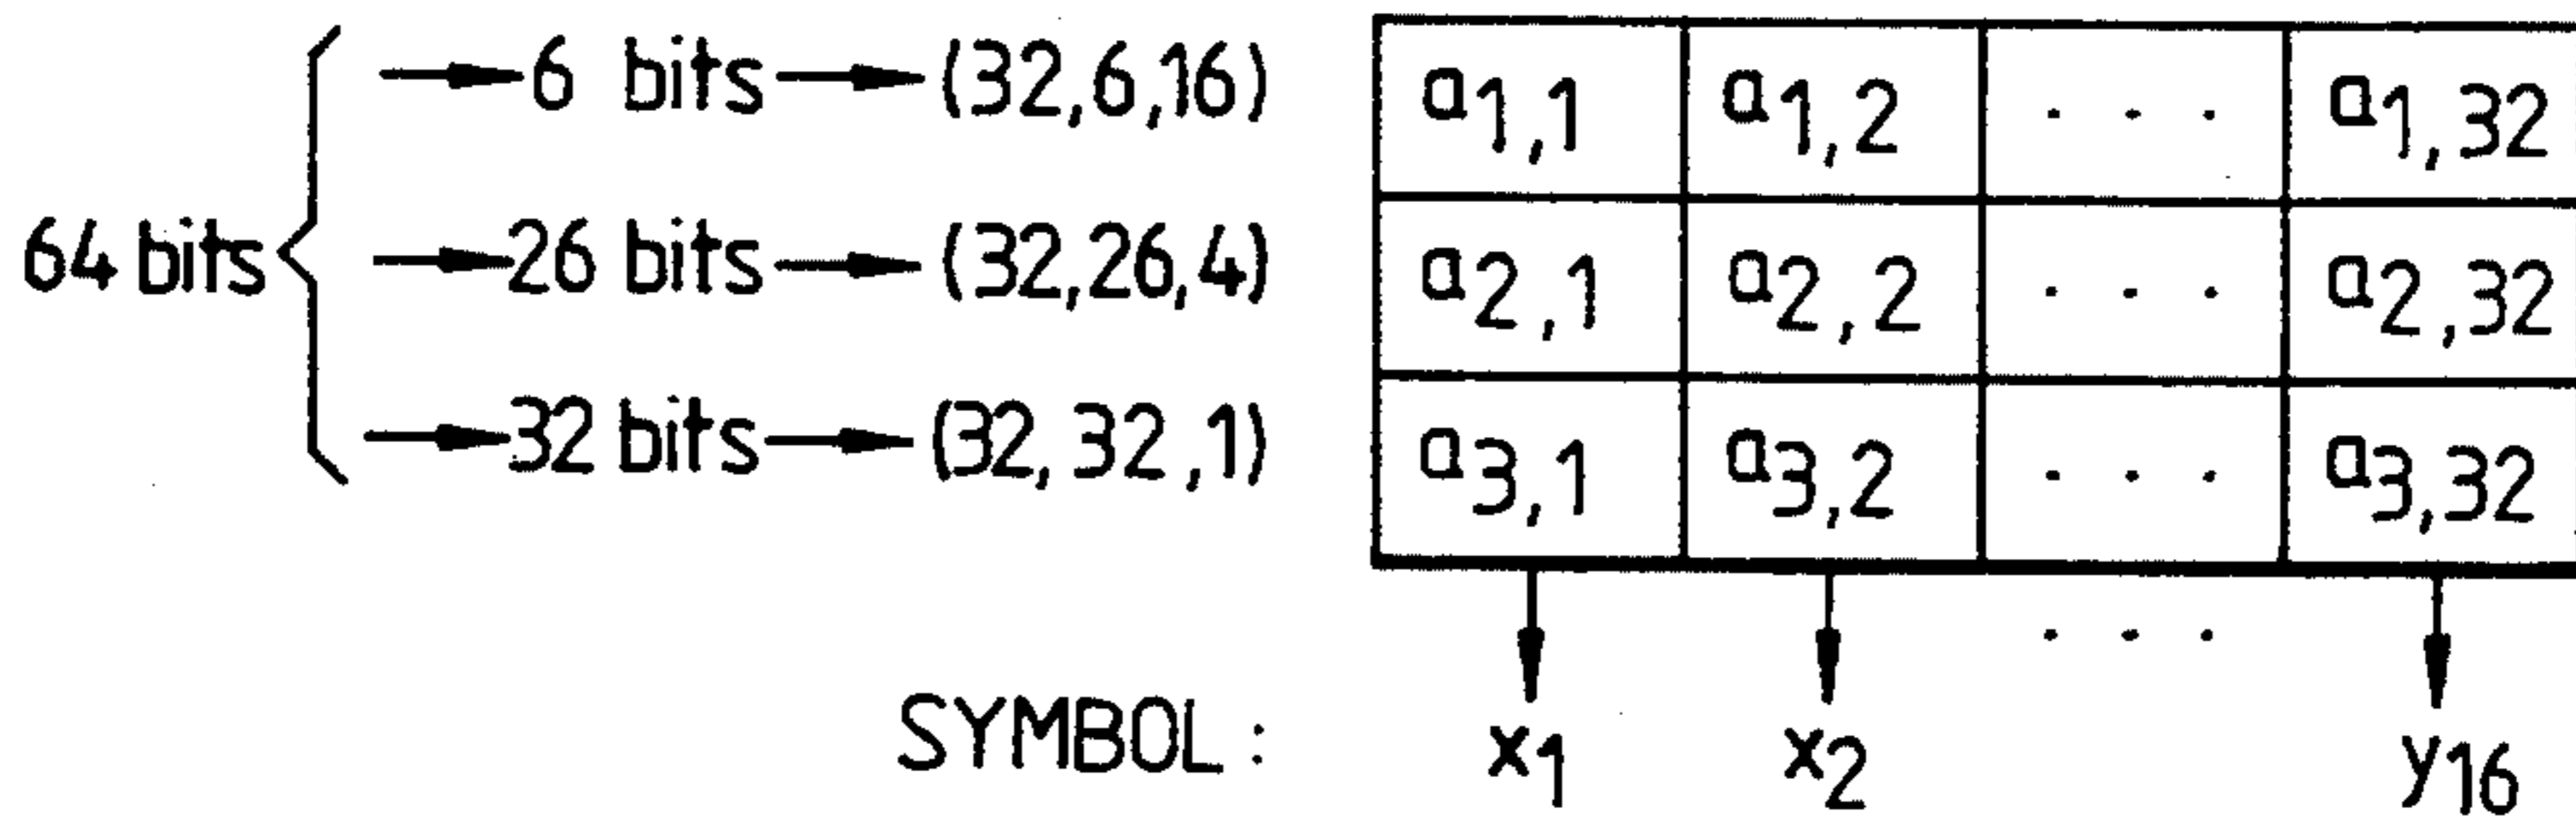 6 bits (32,6,16) a1,1 a1,2 . . . a1,32
64 bits 26 bits (32,26,4) a2,1 a2,2 . . . a2,32
32 bits (32,32,1) a3,1 a3,2 . . . a3,32
. . .
SYMBOL : x1 x2 y16